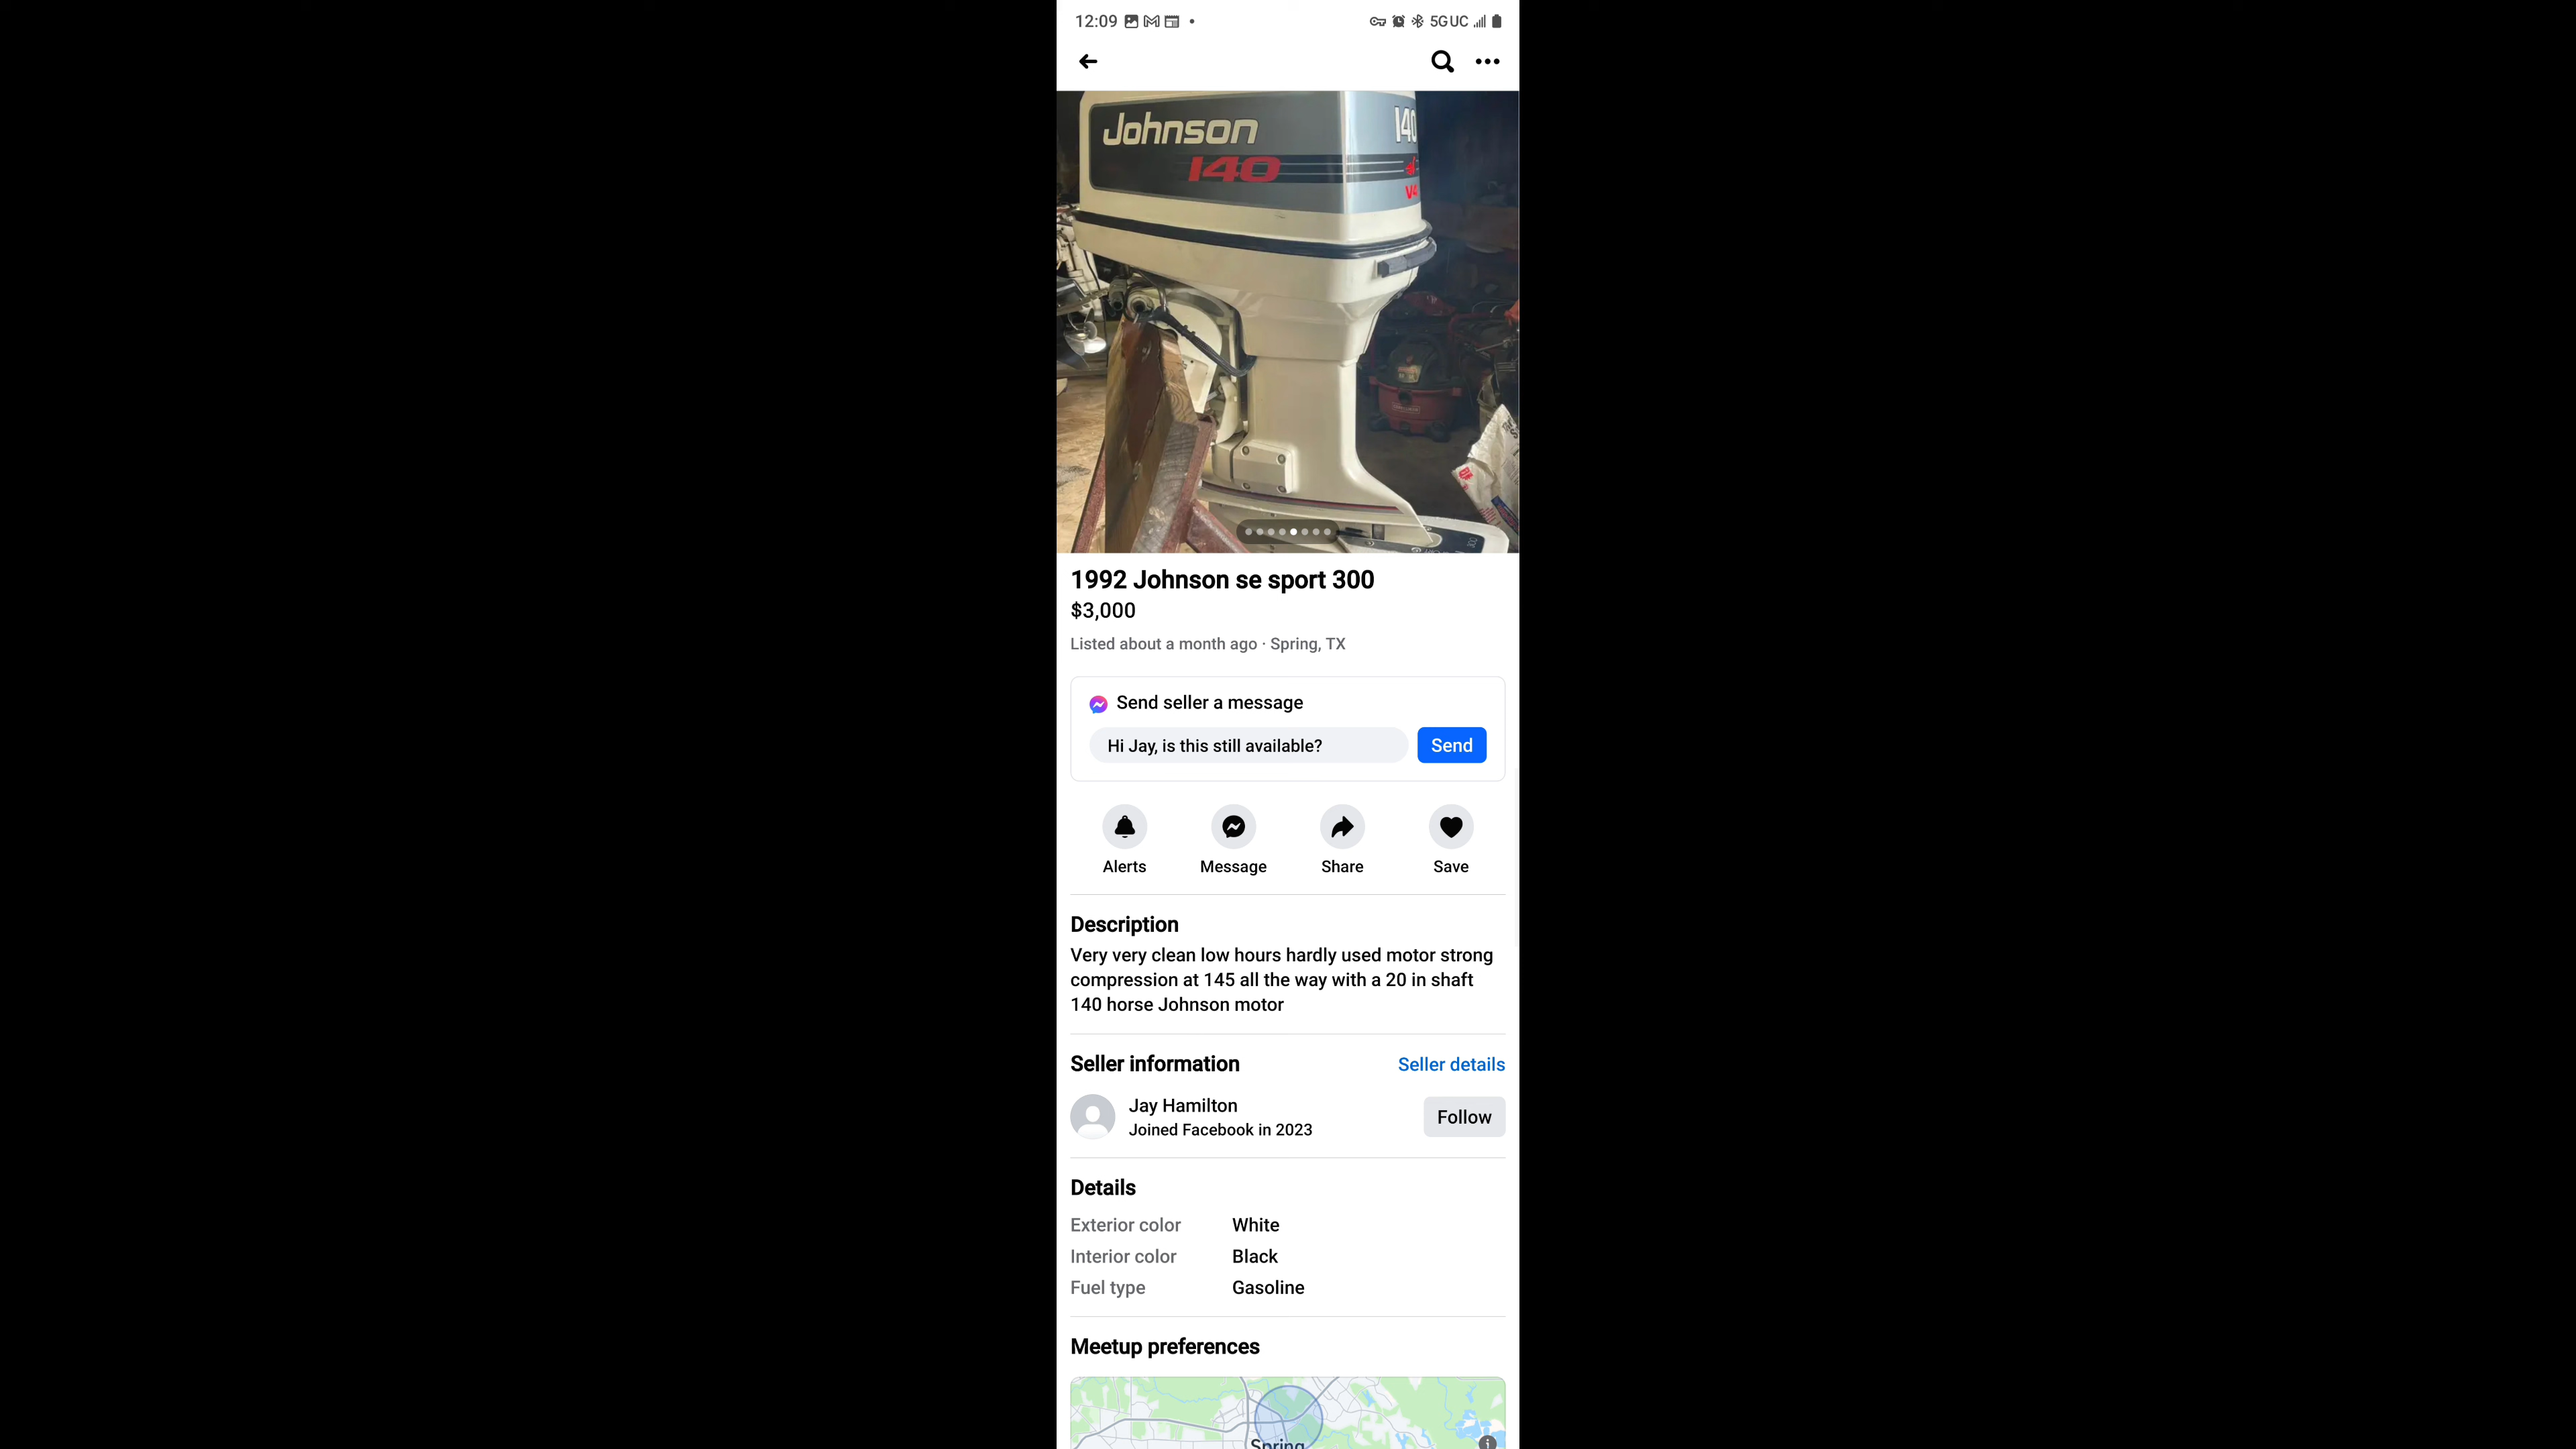 12:09
5G UC
Johnson
140
140
V4
1992 Johnson se sport 300
$3,000
Listed about a month ago · Spring, TX
Send seller a message
Hi Jay, is this still available?
Send
Alerts
Message
Share
Save
Description
Very very clean low hours hardly used motor strong
compression at 145 all the way with a 20 in shaft
140 horse Johnson motor
Seller information
Seller details
Jay Hamilton
Joined Facebook in 2023
Follow
Details
Exterior color White
Interior color Black
Fuel type Gasoline
Meetup preferences
Spring